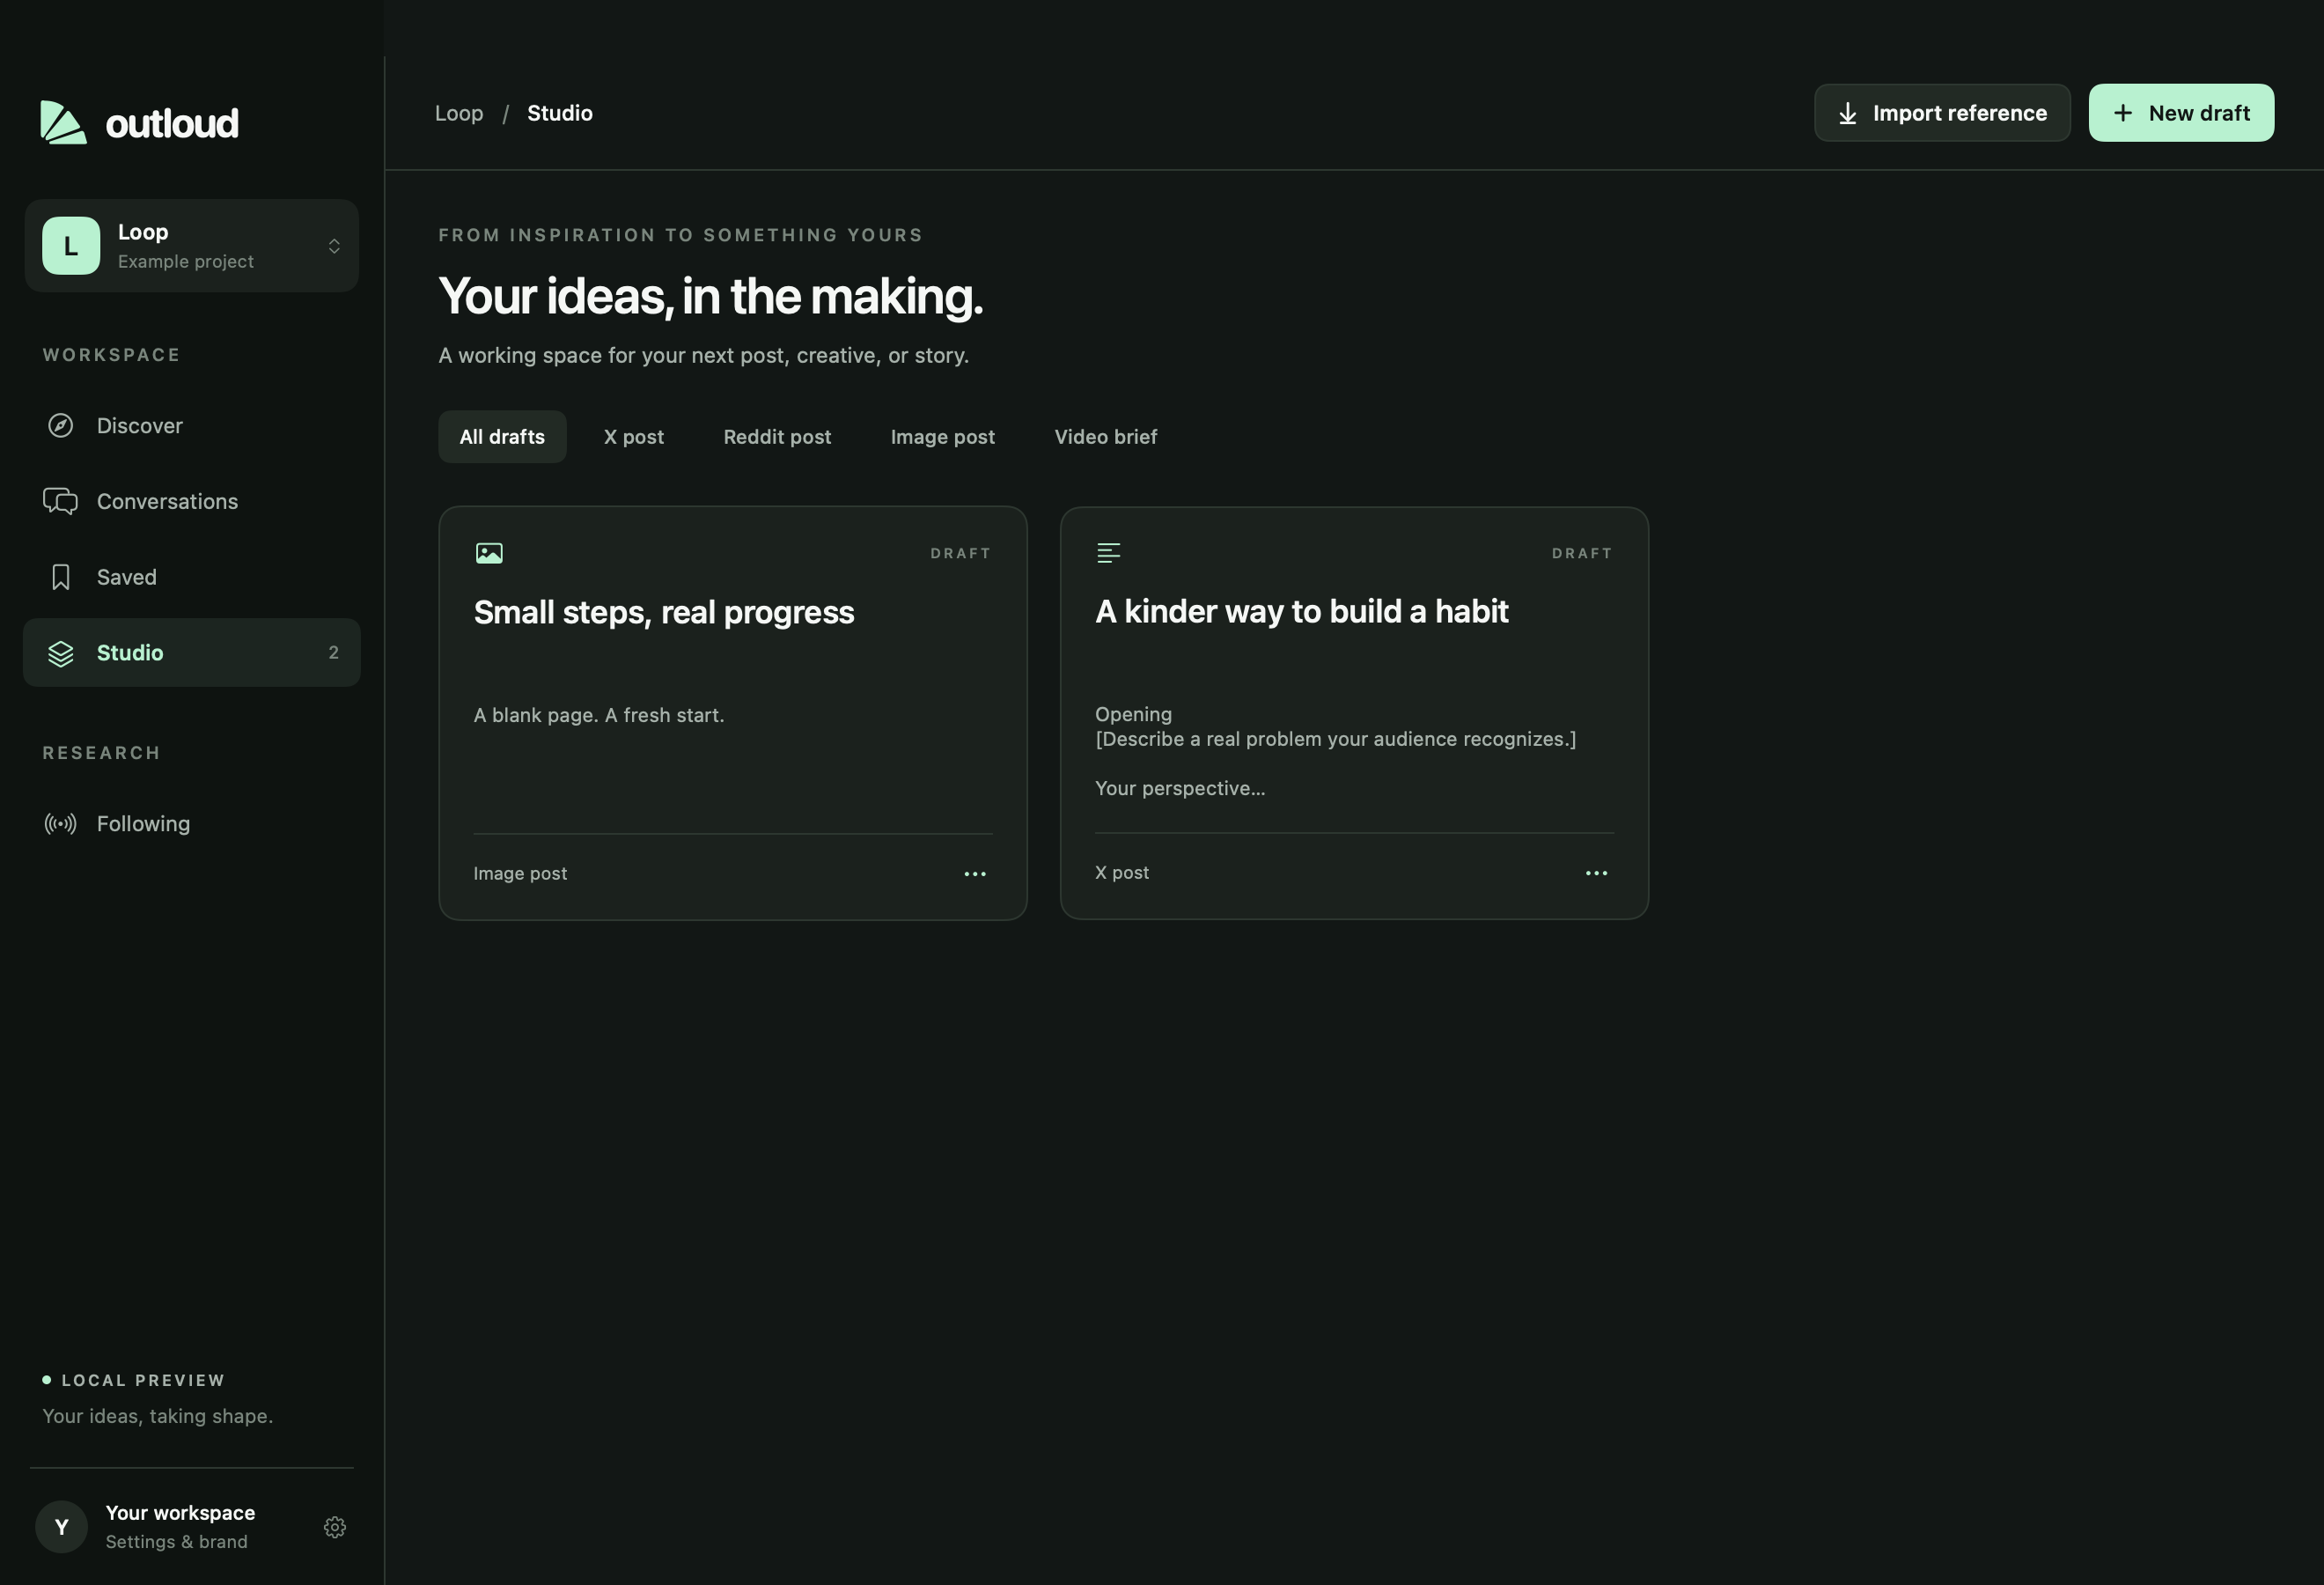 outloud
L
Loop
Example project
WORKSPACE
Discover
Conversations
Saved
Studio
2
RESEARCH
Following
LOCAL PREVIEW
Your ideas, taking shape.
Y
Your workspace
Settings & brand
Loop / Studio
Import reference
New draft
FROM INSPIRATION TO SOMETHING YOURS
Your ideas, in the making.
A working space for your next post, creative, or story.
All drafts
X post
Reddit post
Image post
Video brief
DRAFT
Small steps, real progress
A blank page. A fresh start.
Image post
DRAFT
A kinder way to build a habit
Opening
[Describe a real problem your audience recognizes.]
Your perspective...
X post